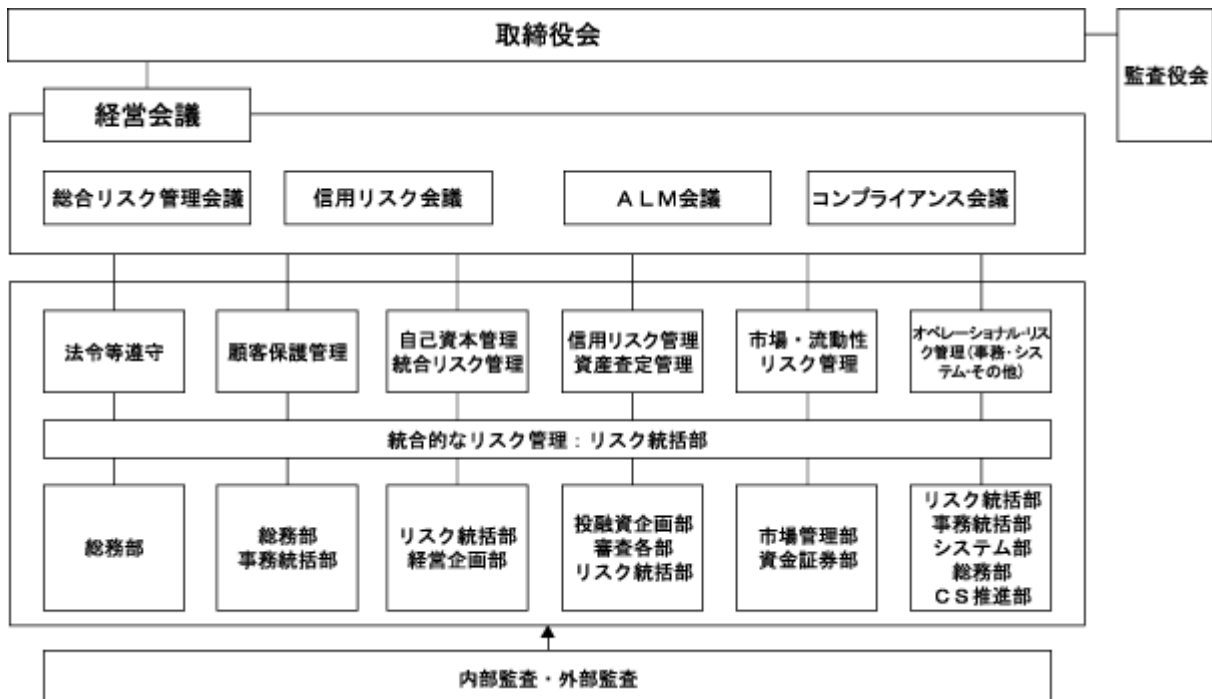 取締役会
監査役会
経営会議
総合リスク管理会議
信用リスク会議
ALM会議
コンプライアンス会議
法令等遵守
顧客保護管理
自己資本管理
統合リスク管理
信用リスク管理
資産査定管理
市場・流動性
リスク管理
オペレーショナル・リス
ク管理(事務・シス
テム・その他)
統合的なリスク管理：リスク統括部
総務部
総務部
事務統括部
リスク統括部
経営企画部
投融資企画部
審査各部
リスク統括部
市場管理部
資金証券部
リスク統括部
事務統括部
システム部
総務部
CS推進部
内部監査・外部監査